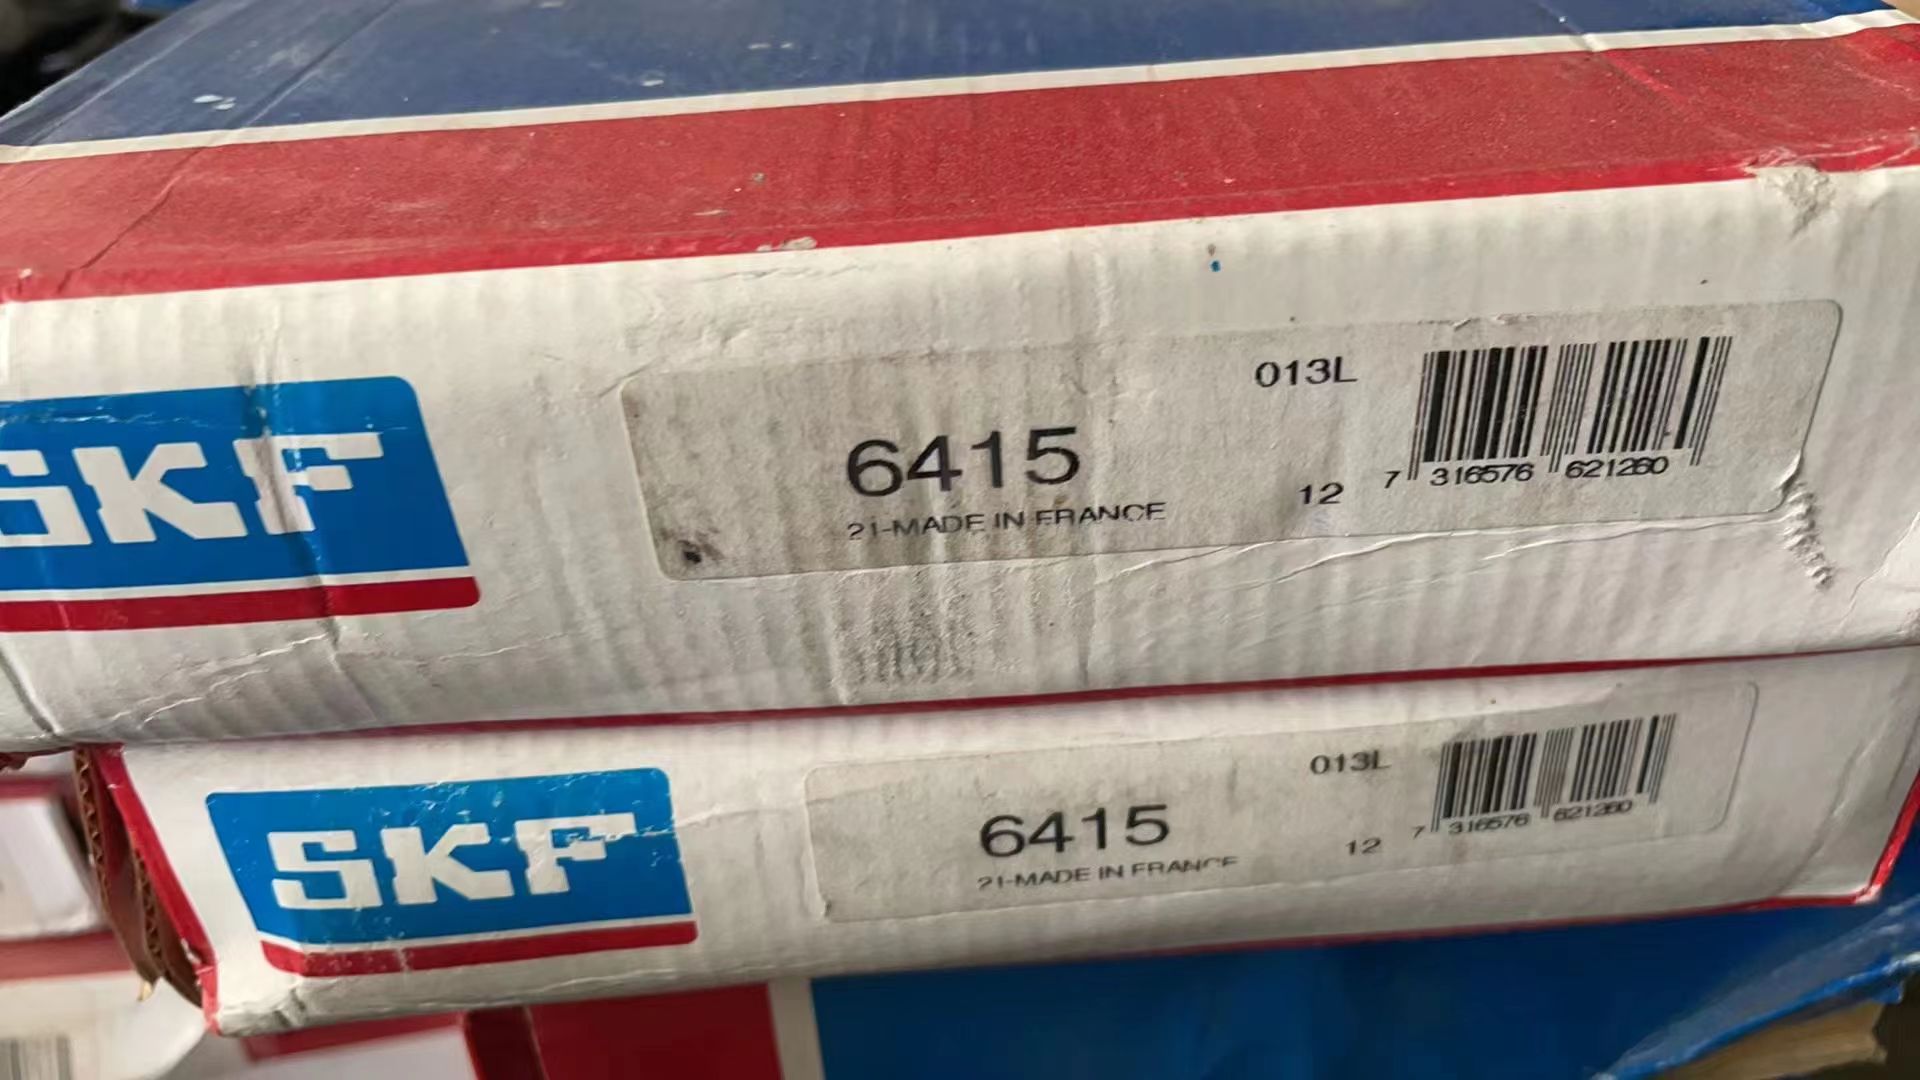 SKF
6415
21-MADE IN FRANCE
013L
12
7 316576 621260
SKF
6415
21-MADE IN FRANCE
013L
12
7 316576 621260